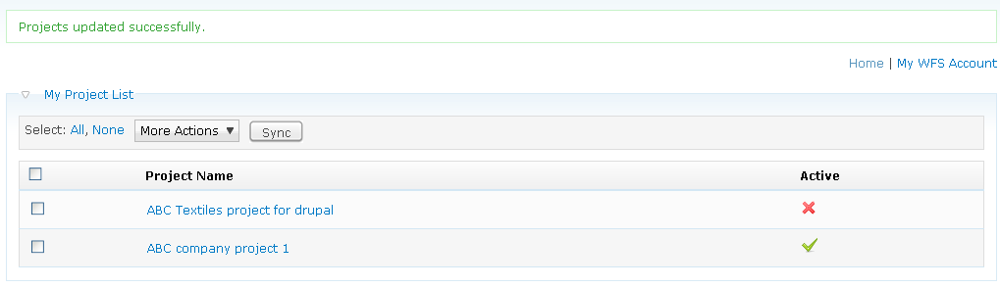 Projects updated successfully.
Home | My WFS Account
My Project List
Select: All, None More Actions Sync
Project Name Active
ABC Textiles project for drupal
ABC company project 1